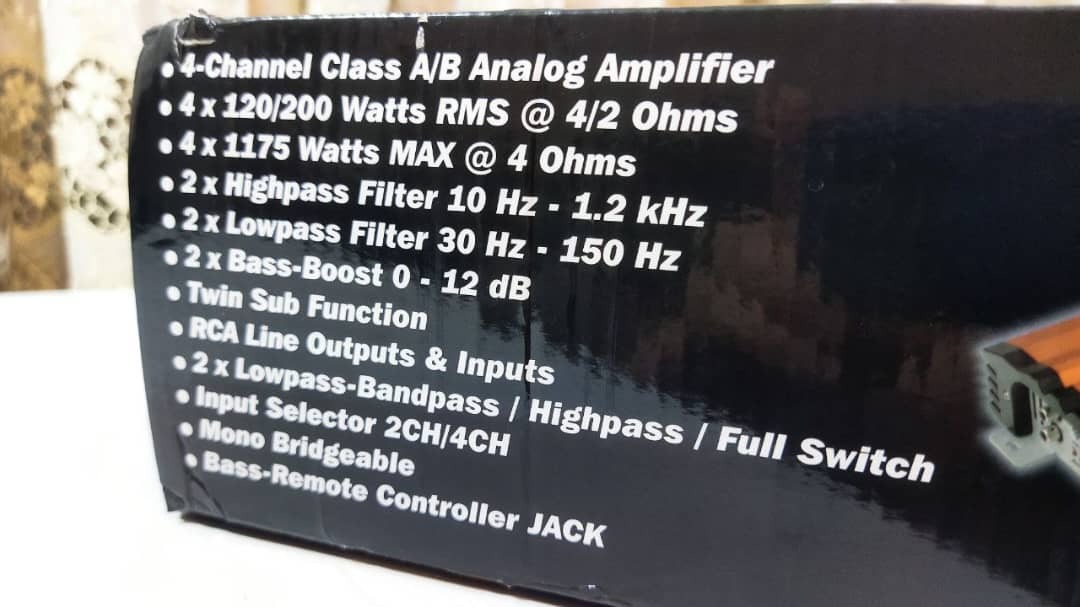 • 4-Channel Class A/B Analog Amplifier
• 4 x 120/200 Watts RMS @ 4/2 Ohms
• 4 x 1175 Watts MAX @ 4 Ohms
• 2 x Highpass Filter 10 Hz - 1.2 kHz
• 2 x Lowpass Filter 30 Hz - 150 Hz
• 2 x Bass-Boost 0 - 12 dB
• Twin Sub Function
• RCA Line Outputs & Inputs
• 2 x Lowpass-Bandpass / Highpass / Full Switch
• Input Selector 2CH/4CH
• Mono Bridgeable
• Bass-Remote Controller JACK